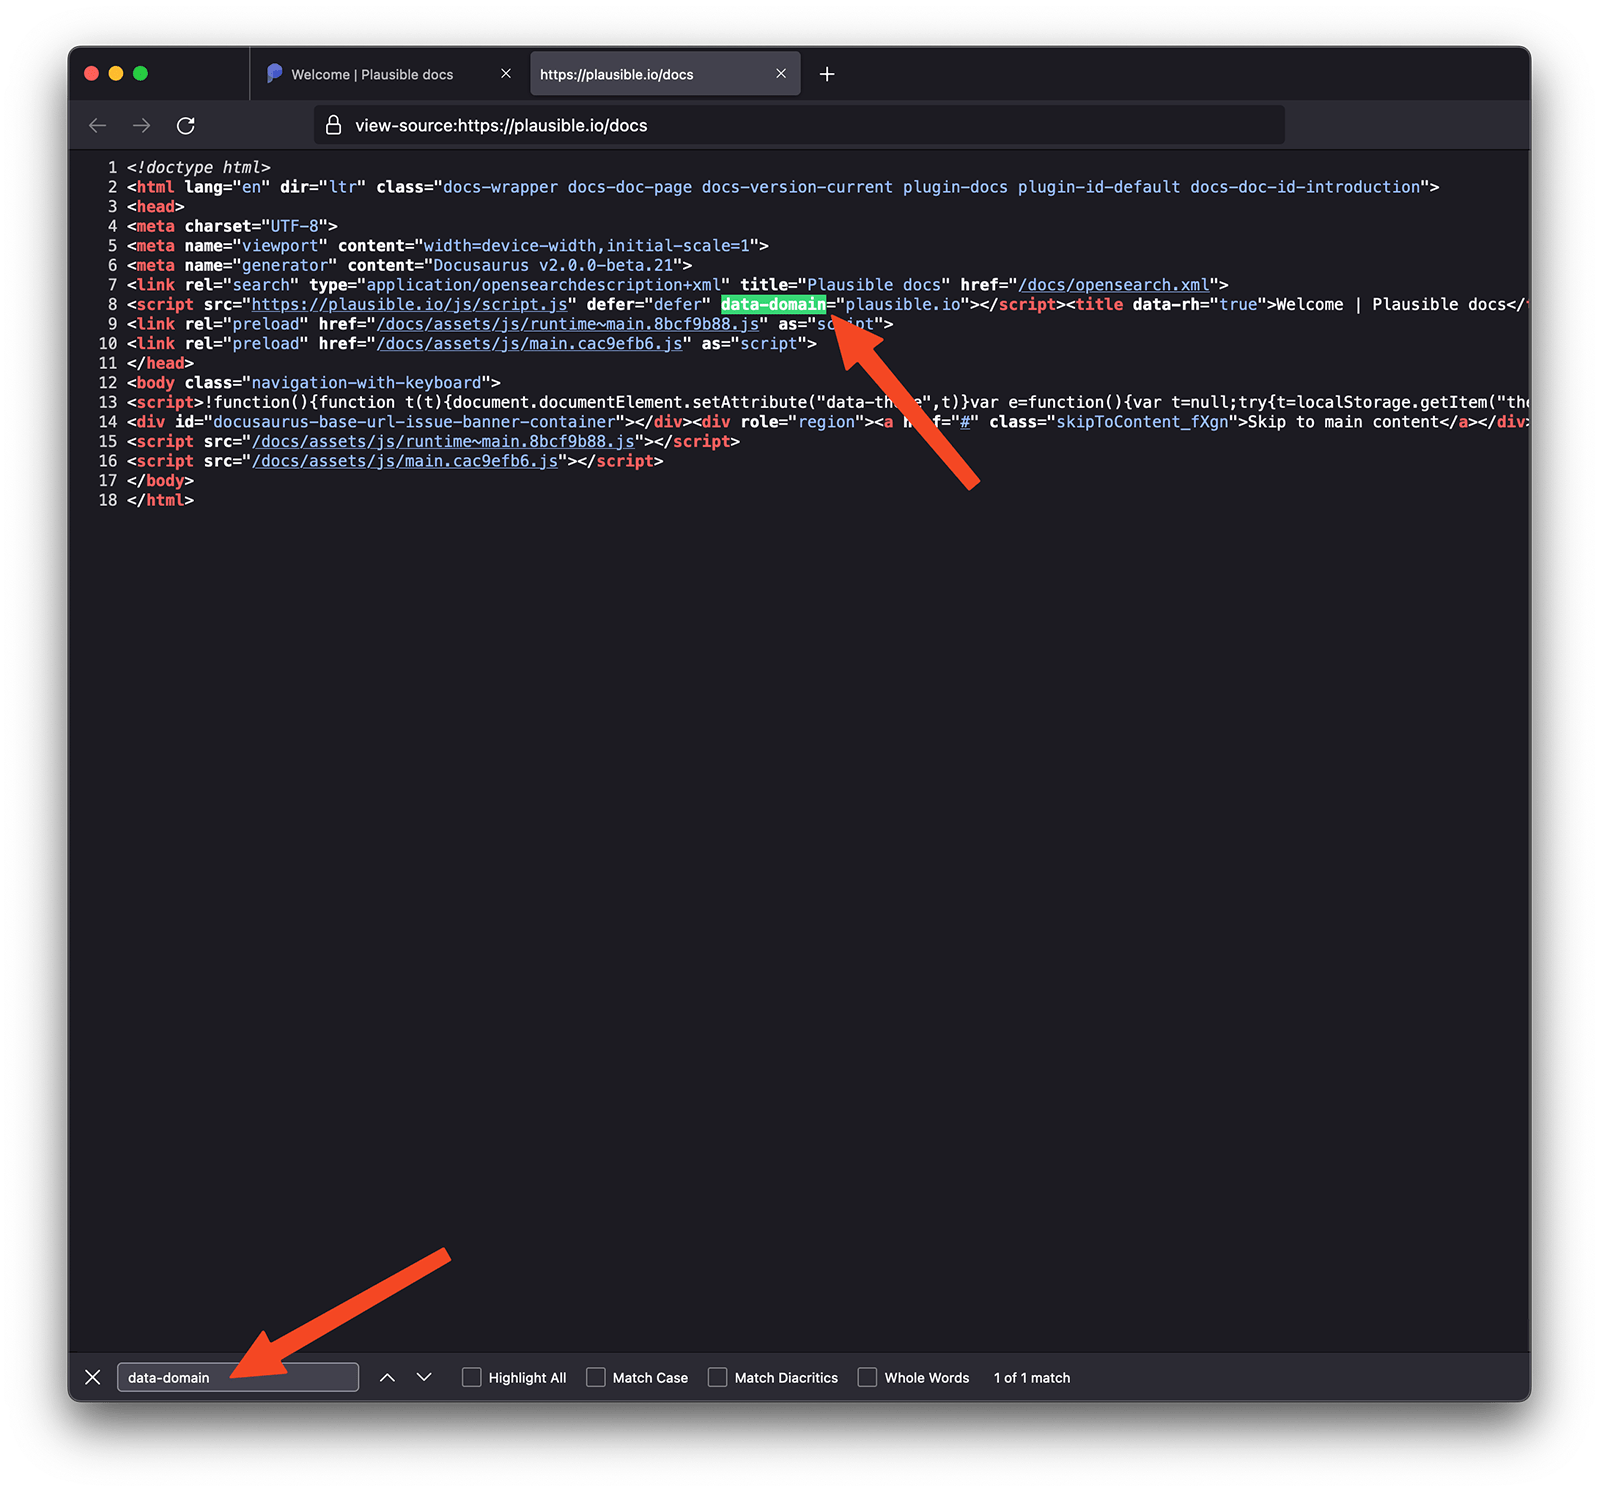 Welcome | Plausible docs
https://plausible.io/docs
view-source:https://plausible.io/docs
1 <!doctype html>
2 <html lang="en" dir="ltr" class="docs-wrapper docs-doc-page docs-version-current plugin-docs plugin-id-default docs-doc-id-introduction">
3 <head>
4 <meta charset="UTF-8">
5 <meta name="viewport" content="width=device-width,initial-scale=1">
6 <meta name="generator" content="Docusaurus v2.0.0-beta.21">
7 <link rel="search" type="application/opensearchdescription+xml" title="Plausible docs" href="/docs/opensearch.xml">
8 <script src="https://plausible.io/js/script.js" defer="defer" data-domain="plausible.io"></script><title data-rh="true">Welcome | Plausible docs</
9 <link rel="preload" href="/docs/assets/js/runtime~main.8bcf9b88.js" as="script">
10 <link rel="preload" href="/docs/assets/js/main.cac9efb6.js" as="script">
11 </head>
12 <body class="navigation-with-keyboard">
13 <script>!function(){function t(t){document.documentElement.setAttribute("data-theme",t)}var e=function(){var t=null;try{t=localStorage.getItem("the
14 <div id="docusaurus-base-url-issue-banner-container"></div><div role="region"><a href="#" class="skipToContent_fXgn">Skip to main content</a></div>
15 <script src="/docs/assets/js/runtime~main.8bcf9b88.js"></script>
16 <script src="/docs/assets/js/main.cac9efb6.js"></script>
17 </body>
18 </html>
data-domain Highlight All Match Case Match Diacritics Whole Words 1 of 1 match